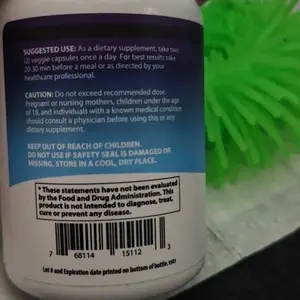 SUGGESTED USE: As a dietary supplement, take two
(2) veggie capsules once a day. For best results take
20-30 min before a meal or as directed by your
healthcare professional.
CAUTION: Do not exceed recommended dose.
Pregnant or nursing mothers, children under the age
of 18, and individuals with a known medical condition
should consult a physician before using this or any
dietary supplement.
KEEP OUT OF REACH OF CHILDREN.
DO NOT USE IF SAFETY SEAL IS DAMAGED OR
MISSING. STORE IN A COOL, DRY PLACE.
* These statements have not been evaluated
by the Food and Drug Administration. This
product is not intended to diagnose, treat,
cure or prevent any disease.
7 68114 15112 3
Lot # and Expiration date printed on bottom of bottle.